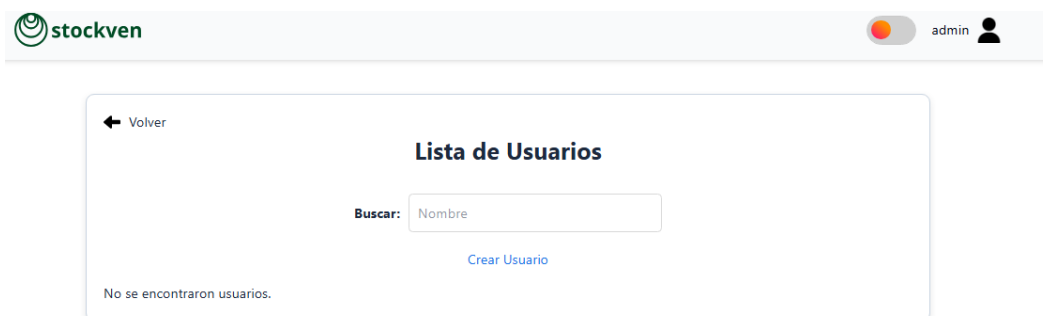 stockven
admin
Volver
Lista de Usuarios
Buscar: Nombre
Crear Usuario
No se encontraron usuarios.